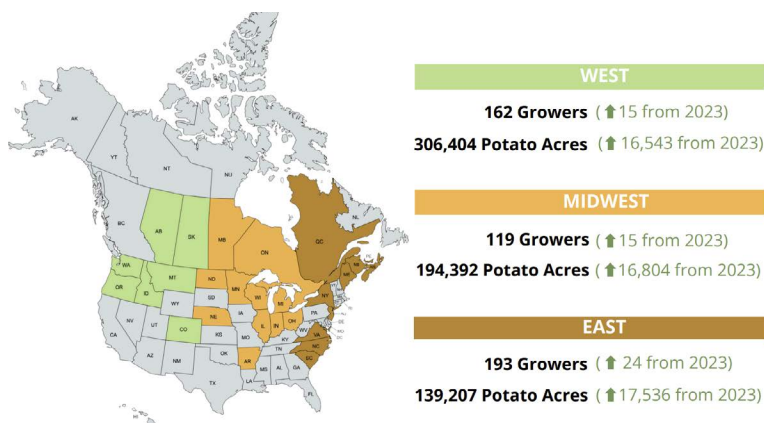 AK
YT
NT
NU
BC
AB
SK
MB
ON
QC
NL
WA
OR
ID
MT
WY
ND
SD
NE
MN
WI
IA
MI
IL
IN
OH
PA
NY
ME
CA
NV
UT
CO
KS
MO
KY
WV
VA
NC
SC
TN
AZ
NM
OK
AR
TX
LA
MS
AL
GA
FL
HI
WEST
162 Growers (⬆15 from 2023)
306,404 Potato Acres (⬆16,543 from 2023)
MIDWEST
119 Growers (⬆15 from 2023)
194,392 Potato Acres (⬆16,804 from 2023)
EAST
193 Growers (⬆ 24 from 2023)
139,207 Potato Acres (⬆17,536 from 2023)